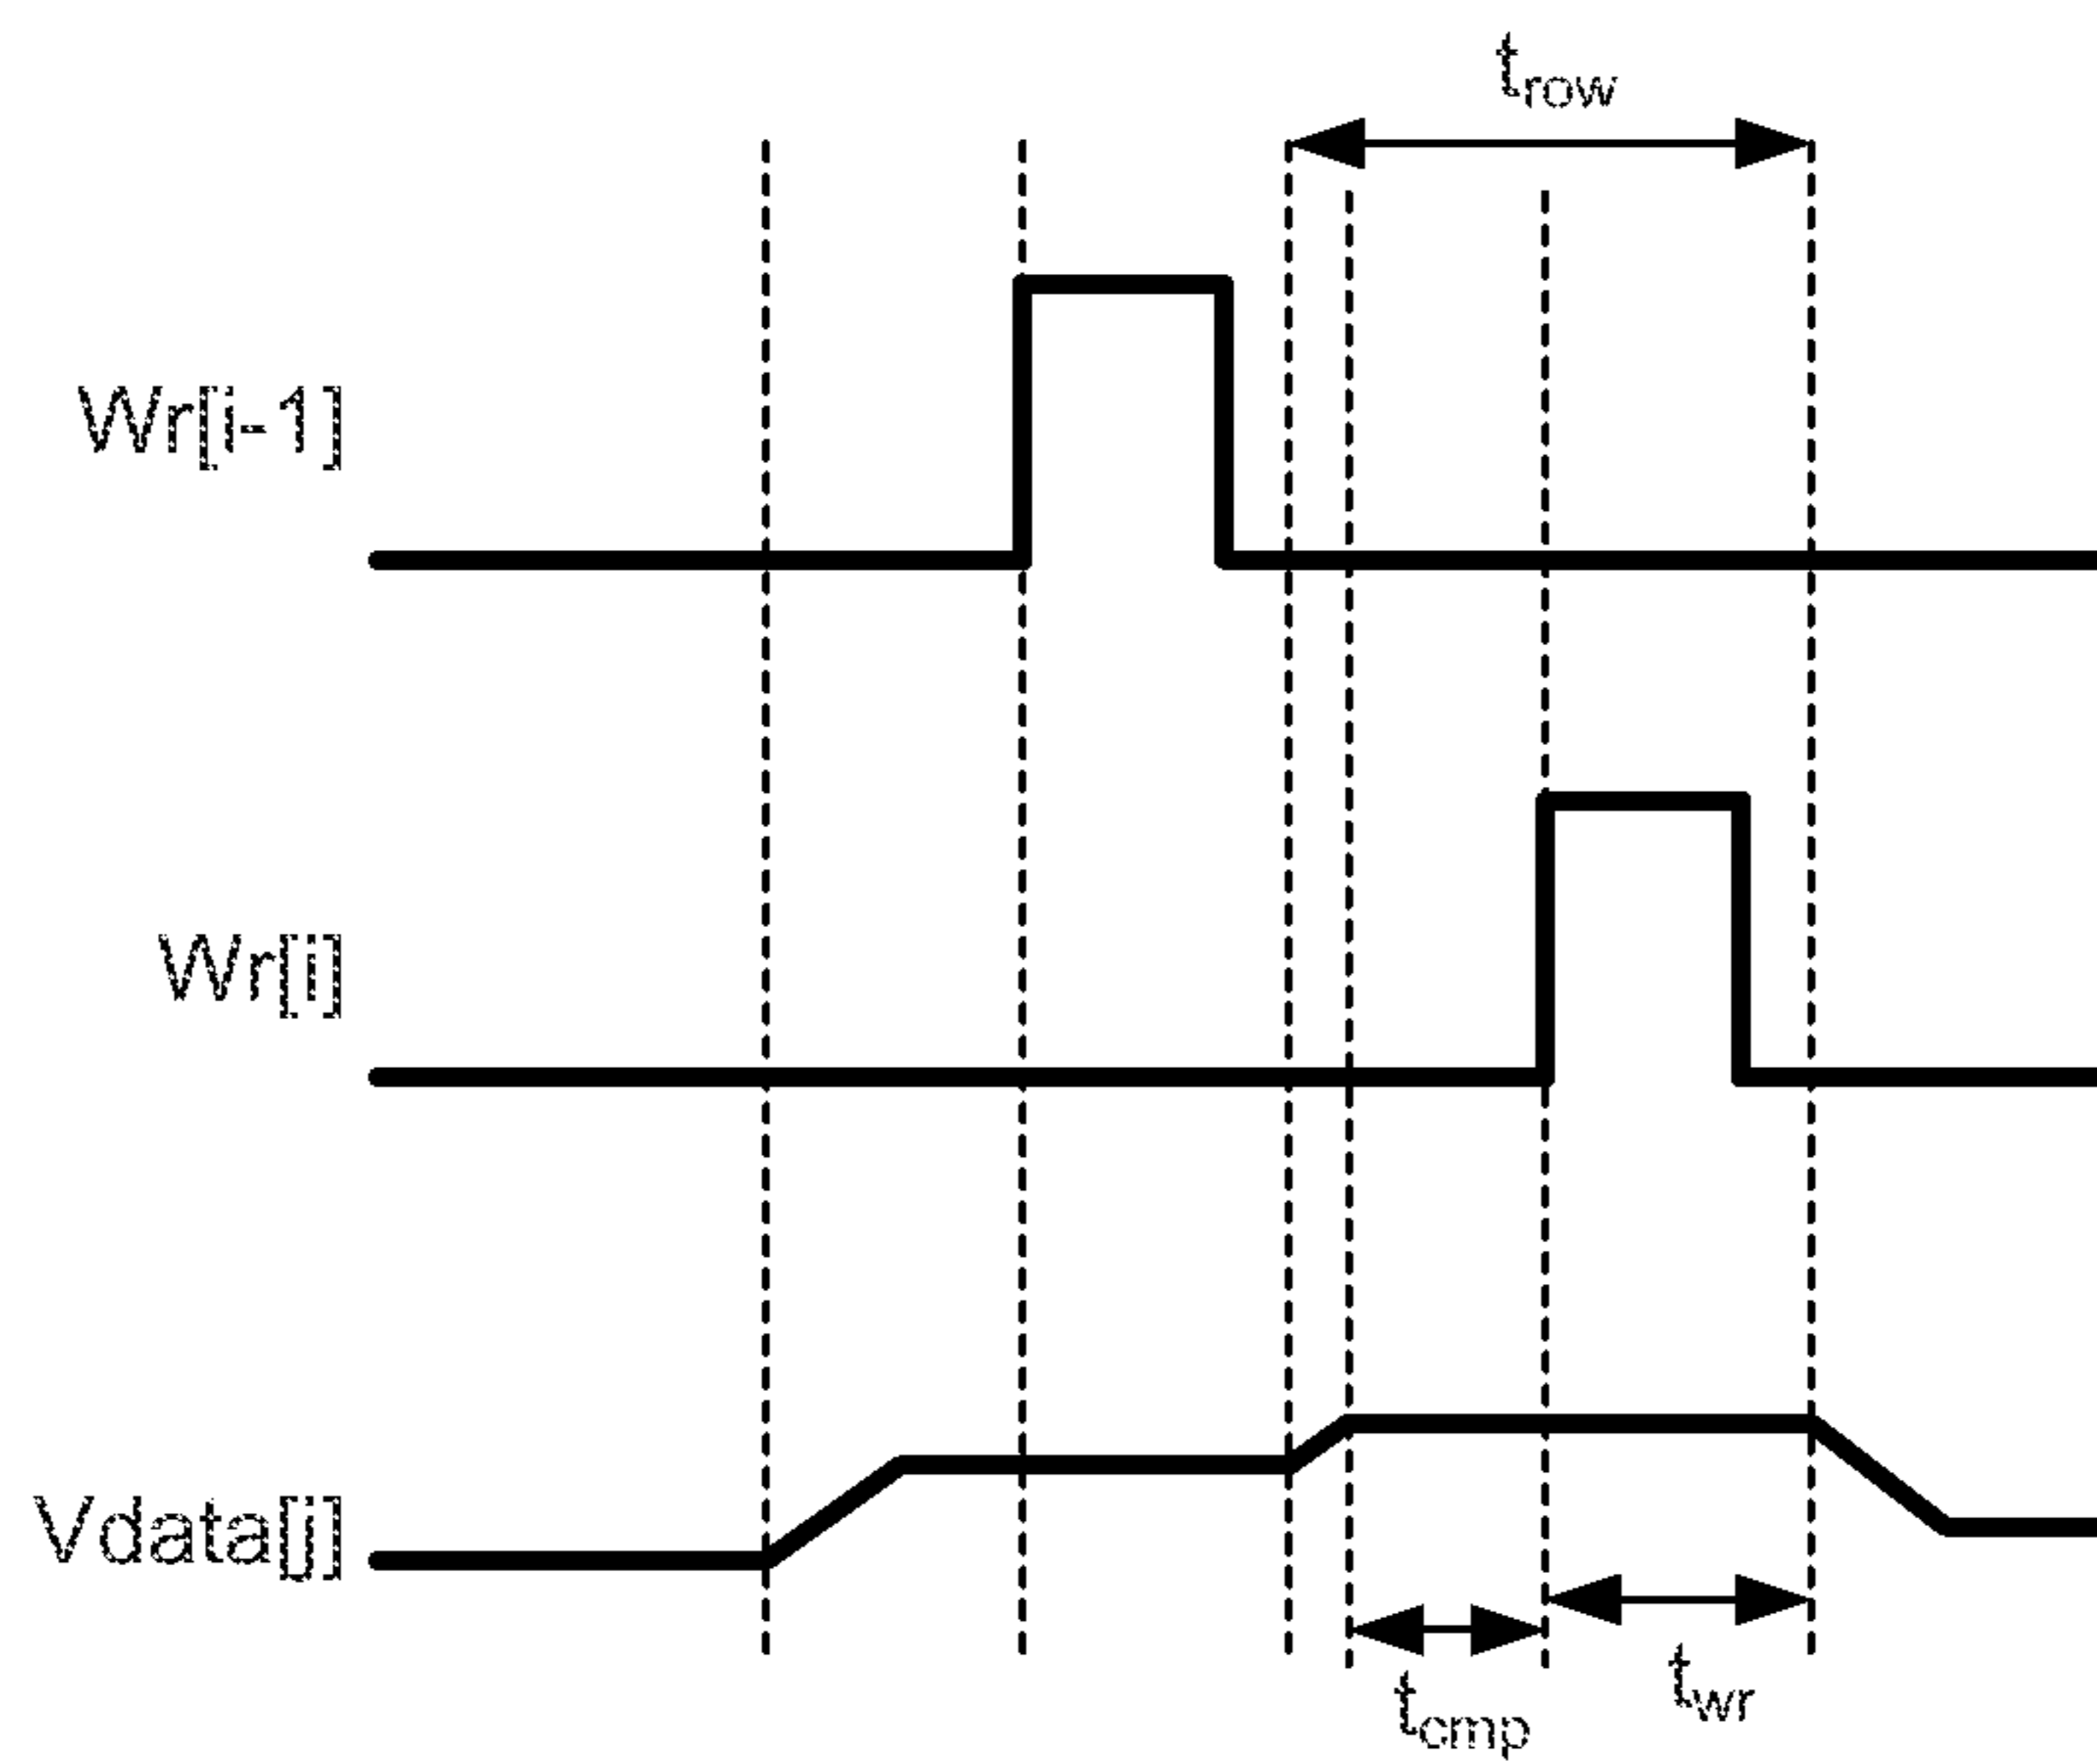 t_row
Wr[i-1]
Wr[i]
Vdata[j]
t_cmp
t_wr